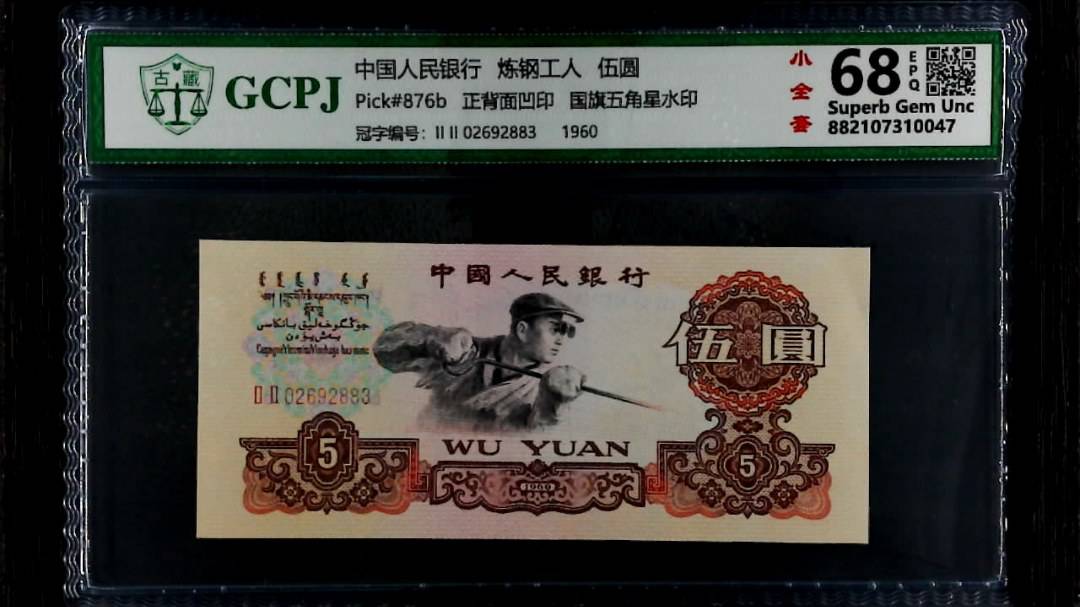 古 藏
GCPJ
中国人民银行 炼钢工人 伍圆
Pick#876b 正背面凹印 国旗五角星水印
冠字编号: II II 02692883 1960
小全套
68 EPQ
Superb Gem Unc
882107310047
中國人民銀行
伍圓
II II 02692883
5
WU YUAN
5
1960